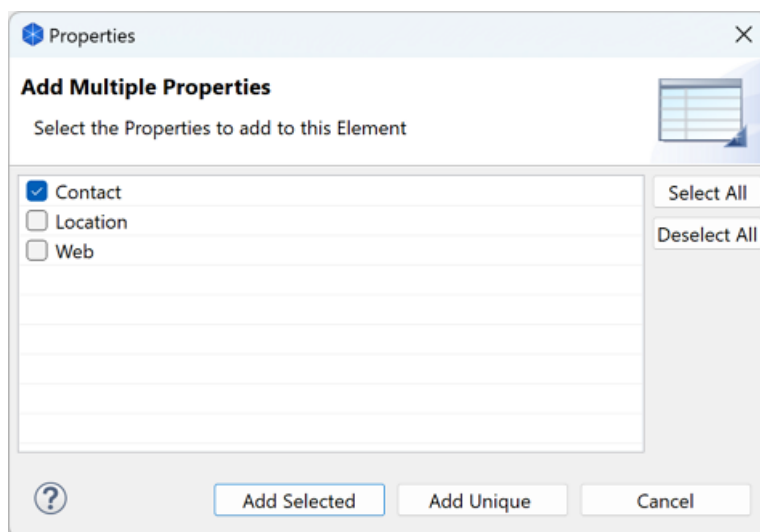 Properties
Add Multiple Properties
Select the Properties to add to this Element
Contact
Location
Web
Select All
Deselect All
?
Add Selected
Add Unique
Cancel